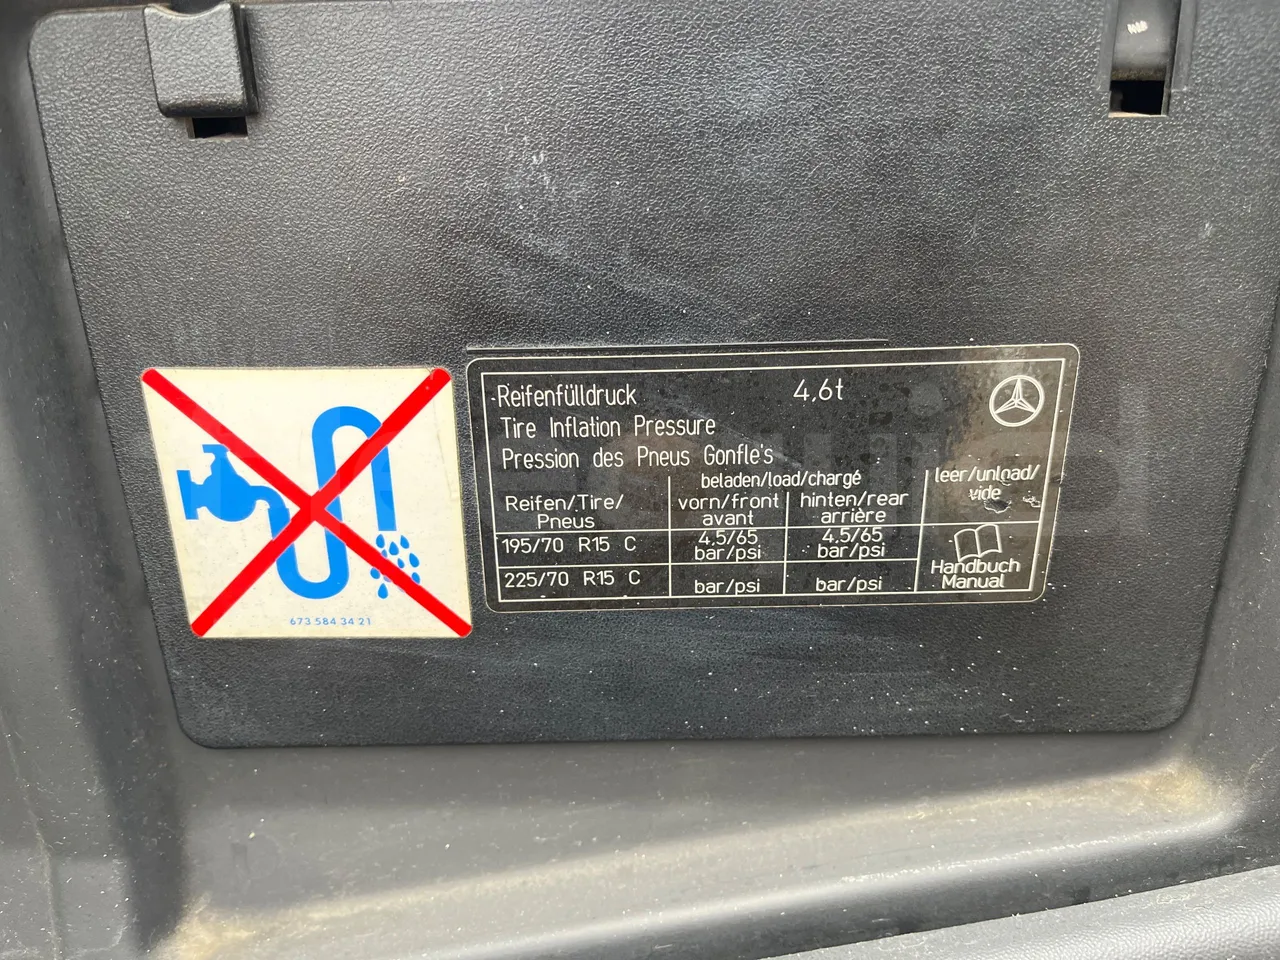 Reifenfülldruck 4,6t
Tire Inflation Pressure
Pression des Pneus Gonfle's
beladen/load/chargé
leer/unload/
vide
Reifen/Tire/
Pneus
vorn/front
avant
hinten/rear
arrière
195/70 R15 C
4.5/65
bar/psi
4.5/65
bar/psi
Handbuch
Manual
225/70 R15 C
bar/psi
bar/psi
673 584 34 21